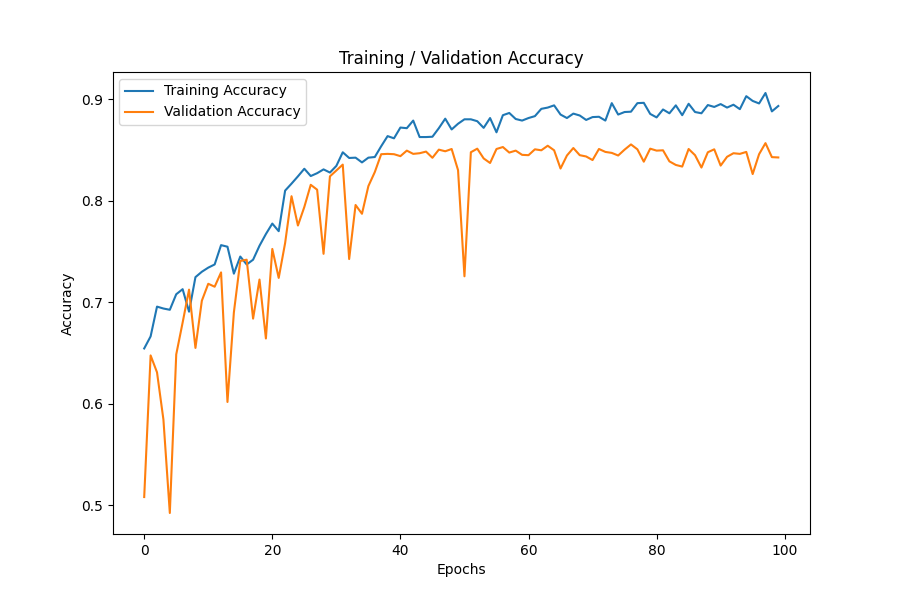 Training / Validation Accuracy
Training Accuracy
Validation Accuracy
0.9
0.8
0.7
0.6
0.5
Accuracy
0 20 40 60 80 100
Epochs